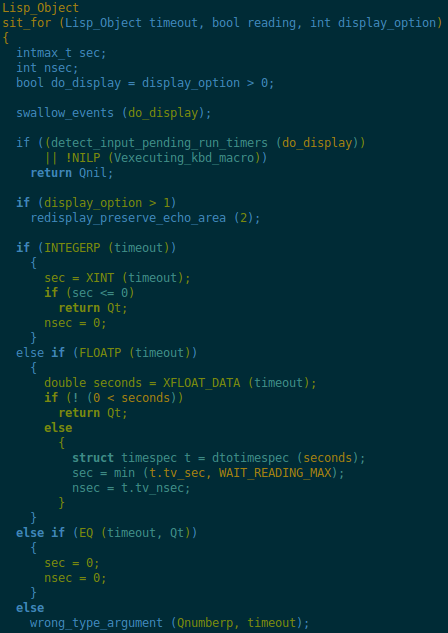 Lisp_Object
sit_for (Lisp_Object timeout, bool reading, int display_option)
{
  intmax_t sec;
  int nsec;
  bool do_display = display_option > 0;

  swallow_events (do_display);

  if ((detect_input_pending_run_timers (do_display))
      || !NILP (Vexecuting_kbd_macro))
    return Qnil;

  if (display_option > 1)
    redisplay_preserve_echo_area (2);

  if (INTEGERP (timeout))
    {
      sec = XINT (timeout);
      if (sec <= 0)
        return Qt;
      nsec = 0;
    }
  else if (FLOATP (timeout))
    {
      double seconds = XFLOAT_DATA (timeout);
      if (! (0 < seconds))
        return Qt;
      else
        {
          struct timespec t = dtotimespec (seconds);
          sec = min (t.tv_sec, WAIT_READING_MAX);
          nsec = t.tv_nsec;
        }
    }
  else if (EQ (timeout, Qt))
    {
      sec = 0;
      nsec = 0;
    }
  else
    wrong_type_argument (Qnumberp, timeout);